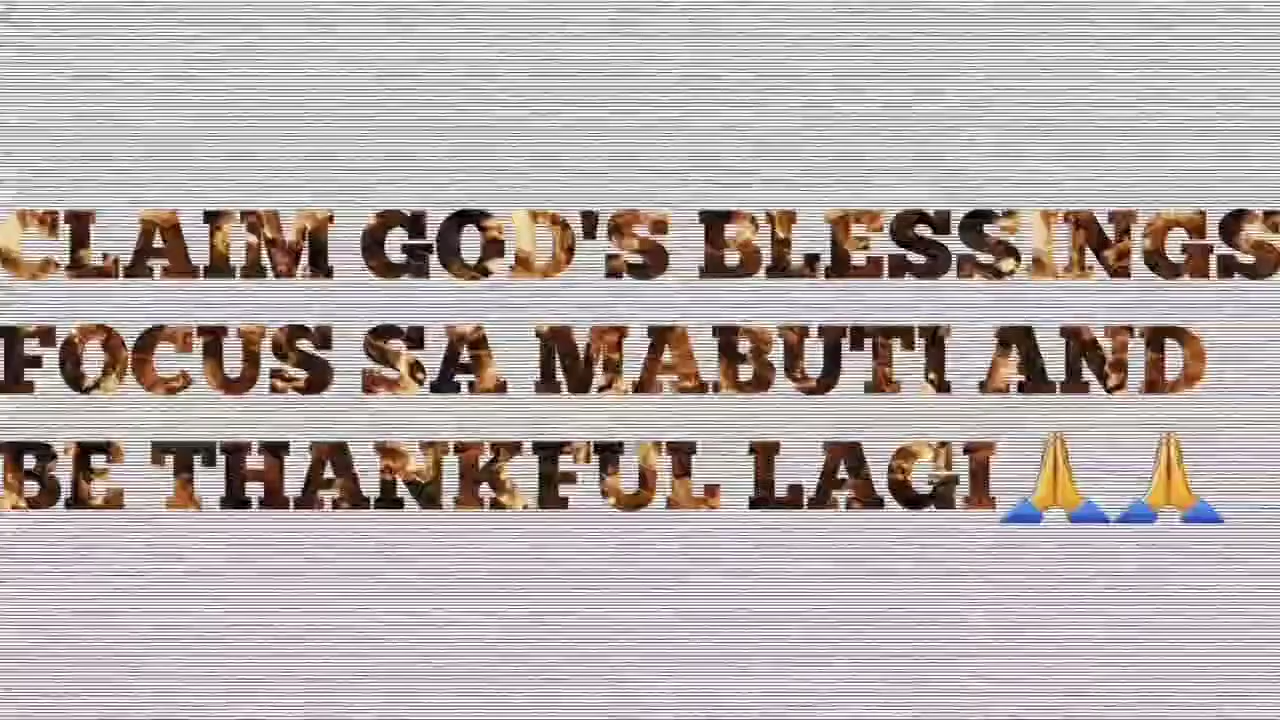 CLAIM GOD'S BLESSINGS
FOCUS SA MABUTI AND
BE THANKFUL LAGI 🙏🙏